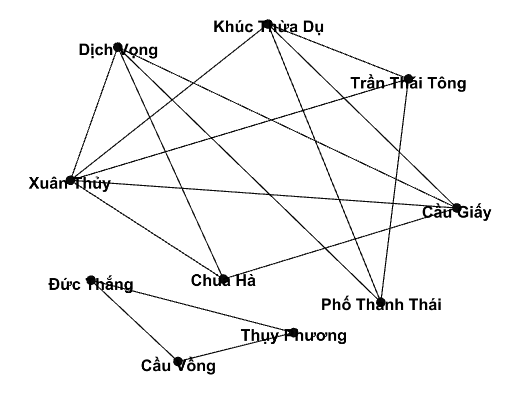 Khúc Thừa Dụ
Dịch Vọng
Trần Thái Tông
Xuân Thủy
Cầu Giấy
Chùa Hà
Đức Thắng
Phố Thành Thái
Thụy Phương
Cầu Vồng